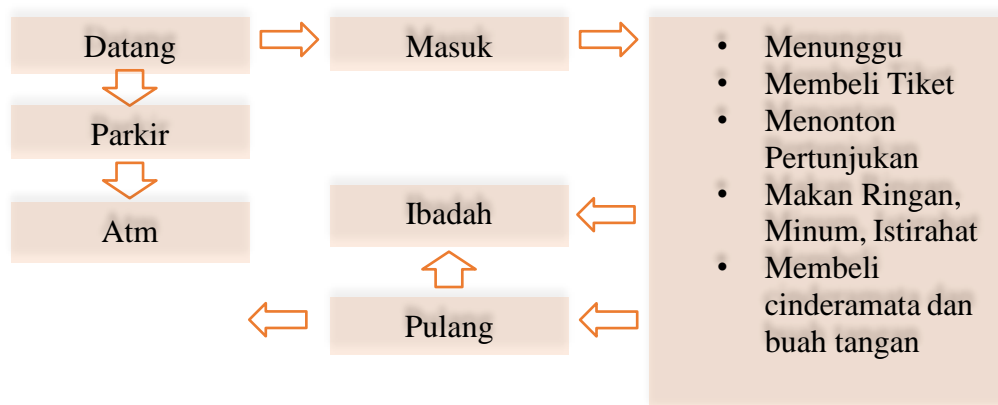 Datang
Masuk
Parkir
Atm
Ibadah
Pulang
• Menunggu
• Membeli Tiket
• Menonton
Pertunjukan
• Makan Ringan,
Minum, Istirahat
• Membeli
cinderamata dan
buah tangan